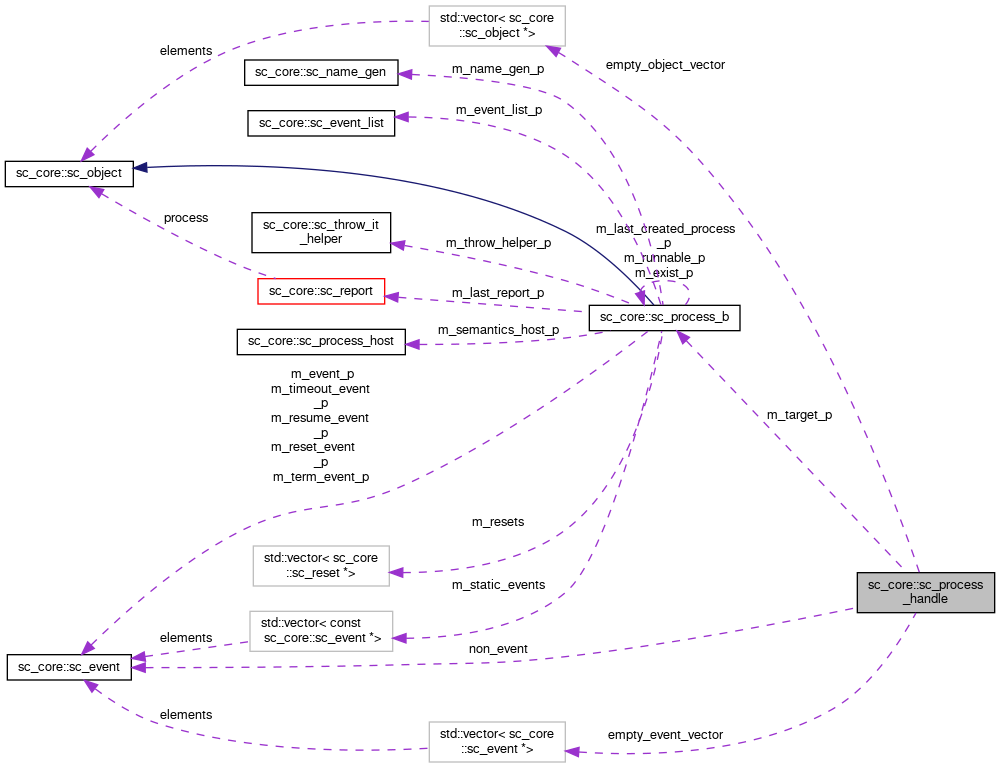 std::vector< sc_core
::sc_object *>
elements
empty_object_vector
sc_core::sc_name_gen
m_name_gen_p
sc_core::sc_event_list
m_event_list_p
sc_core::sc_object
process
sc_core::sc_throw_it
_helper
m_throw_helper_p
m_last_created_process
_p
m_runnable_p
m_exist_p
sc_core::sc_report
m_last_report_p
sc_core::sc_process_b
sc_core::sc_process_host
m_semantics_host_p
m_event_p
m_timeout_event
_p
m_resume_event
_p
m_reset_event
_p
m_term_event_p
m_target_p
m_resets
std::vector< sc_core
::sc_reset *>
m_static_events
sc_core::sc_process
_handle
std::vector< const
sc_core::sc_event *>
elements
non_event
sc_core::sc_event
elements
std::vector< sc_core
::sc_event *>
empty_event_vector